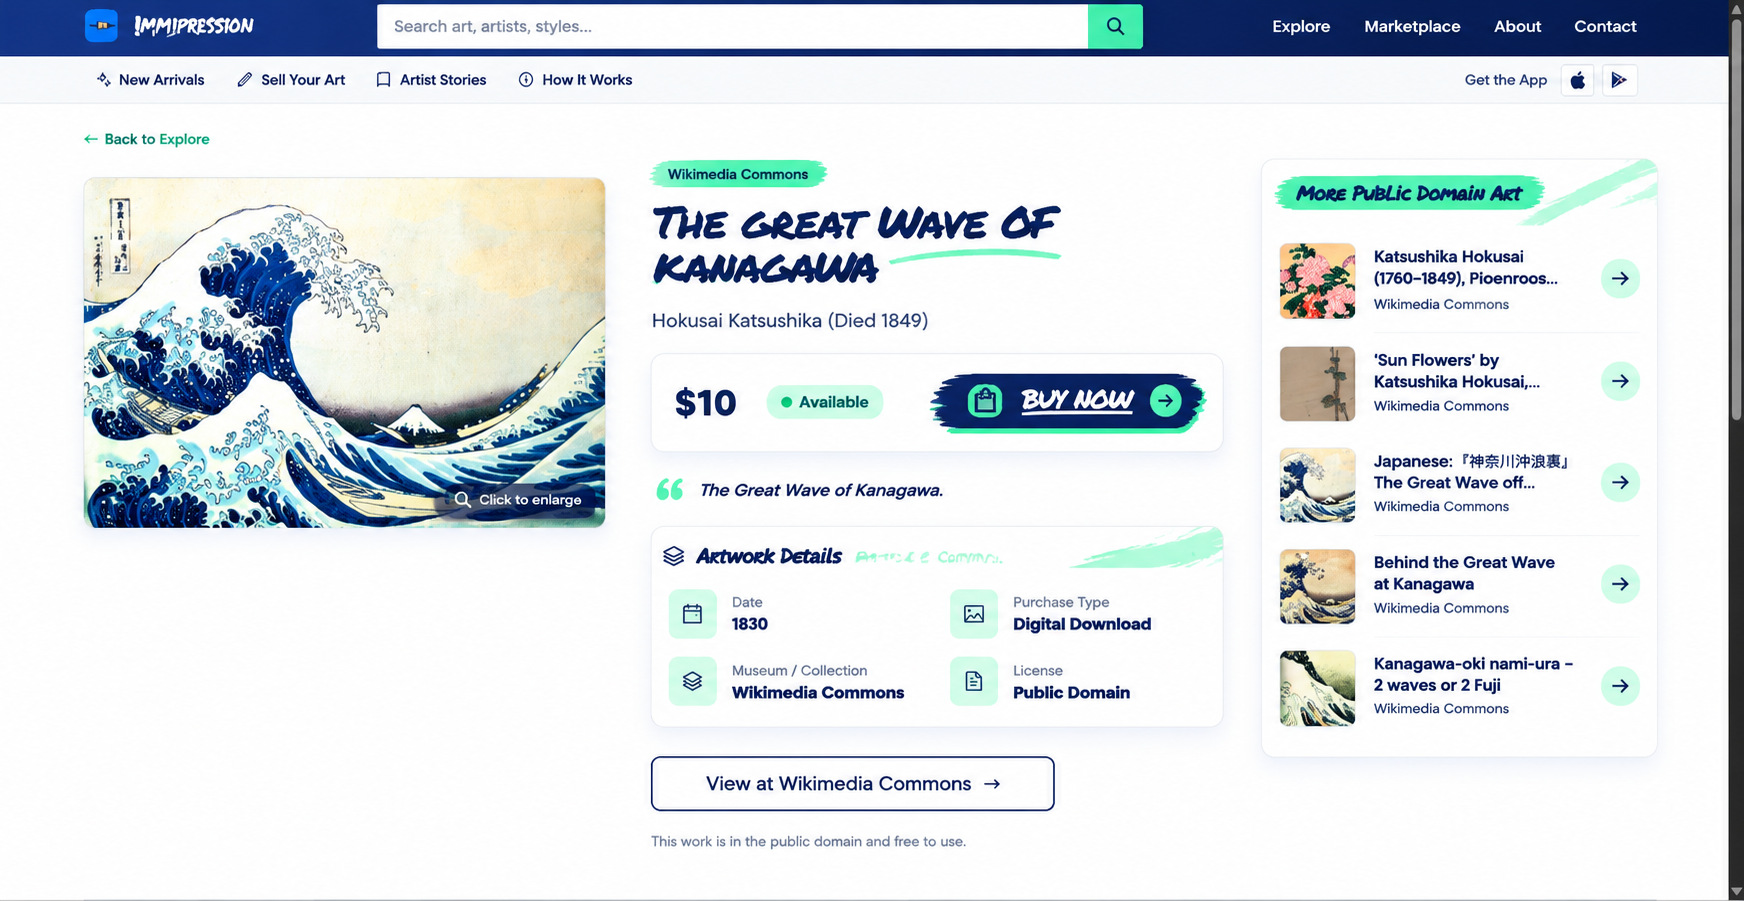 IMMIPRESSION
Search art, artists, styles...
Explore
Marketplace
About
Contact
New Arrivals
Sell Your Art
Artist Stories
How It Works
Get the App
← Back to Explore
Click to enlarge
Wikimedia Commons
THE GREAT WAVE OF
KANAGAWA
Hokusai Katsushika (Died 1849)
$10
Available
BUY NOW
The Great Wave of Kanagawa.
Artwork Details
Date
1830
Purchase Type
Digital Download
Museum / Collection
Wikimedia Commons
License
Public Domain
View at Wikimedia Commons →
This work is in the public domain and free to use.
More Public Domain Art
Katsushika Hokusai
(1760–1849), Pioenroos...
Wikimedia Commons
'Sun Flowers' by
Katsushika Hokusai,...
Wikimedia Commons
Japanese:『神奈川沖浪裏』
The Great Wave off...
Wikimedia Commons
Behind the Great Wave
at Kanagawa
Wikimedia Commons
Kanagawa-oki nami-ura –
2 waves or 2 Fuji
Wikimedia Commons